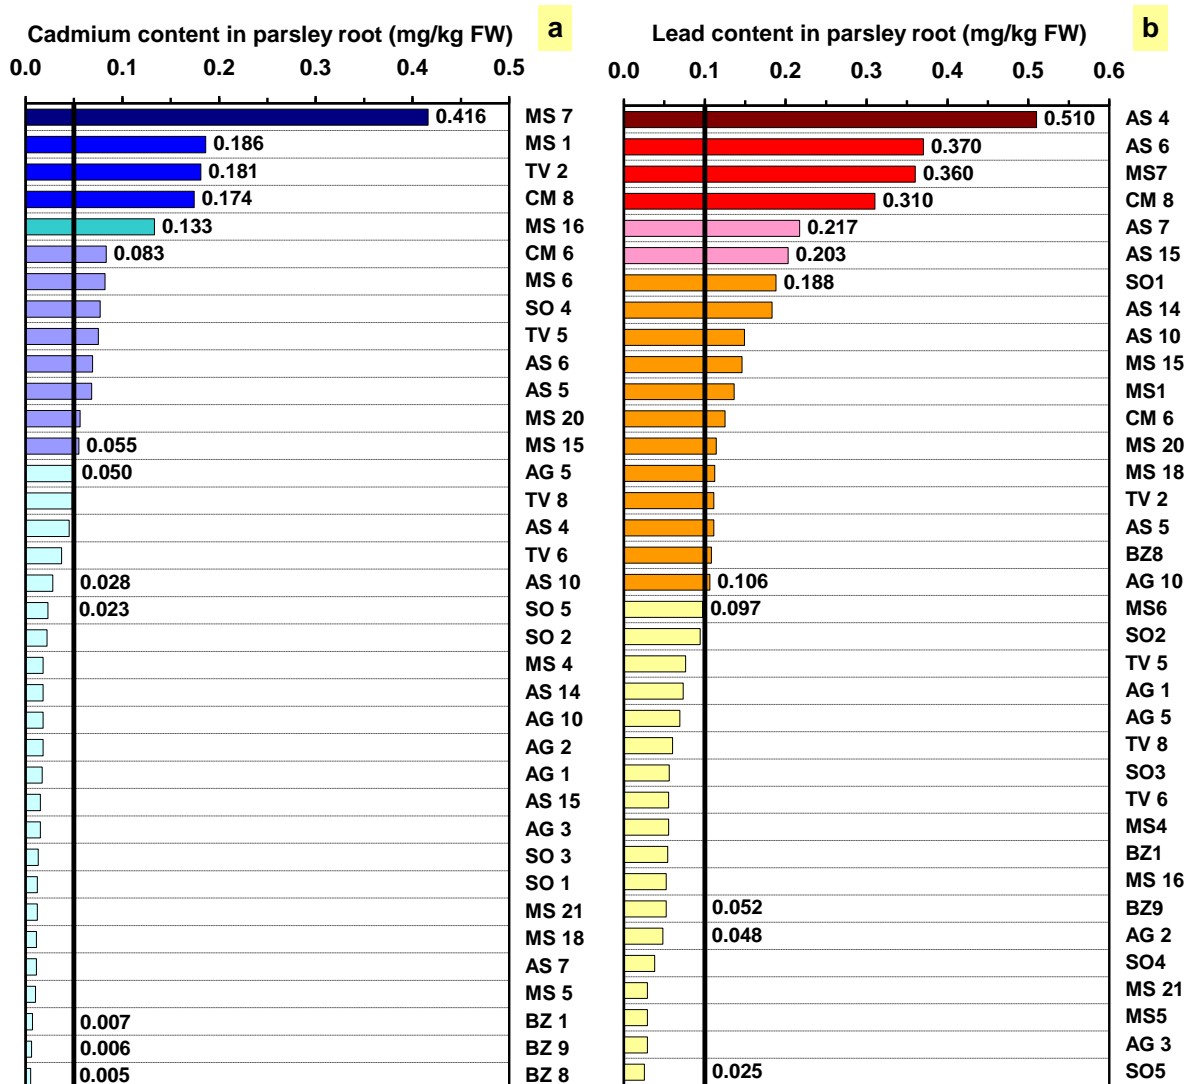 Cadmium content in parsley root (mg/kg FW)
a
0.0 0.1 0.2 0.3 0.4 0.5
0.416 MS 7
0.186 MS 1
0.181 TV 2
0.174 CM 8
0.133 MS 16
0.083 CM 6
MS 6
SO 4
TV 5
AS 6
AS 5
MS 20
0.055 MS 15
0.050 AG 5
TV 8
AS 4
TV 6
0.028 AS 10
0.023 SO 5
SO 2
MS 4
AS 14
AG 10
AG 2
AG 1
AS 15
AG 3
SO 3
SO 1
MS 21
MS 18
AS 7
MS 5
0.007 BZ 1
0.006 BZ 9
0.005 BZ 8
Lead content in parsley root (mg/kg FW)
b
0.0 0.1 0.2 0.3 0.4 0.5 0.6
0.510 AS 4
0.370 AS 6
0.360 MS7
0.310 CM 8
0.217 AS 7
0.203 AS 15
0.188 SO1
AS 14
AS 10
MS 15
MS1
CM 6
MS 20
MS 18
TV 2
AS 5
BZ8
0.106 AG 10
0.097 MS6
SO2
TV 5
AG 1
AG 5
TV 8
SO3
TV 6
MS4
BZ1
MS 16
0.052 BZ9
0.048 AG 2
SO4
MS 21
MS5
AG 3
0.025 SO5